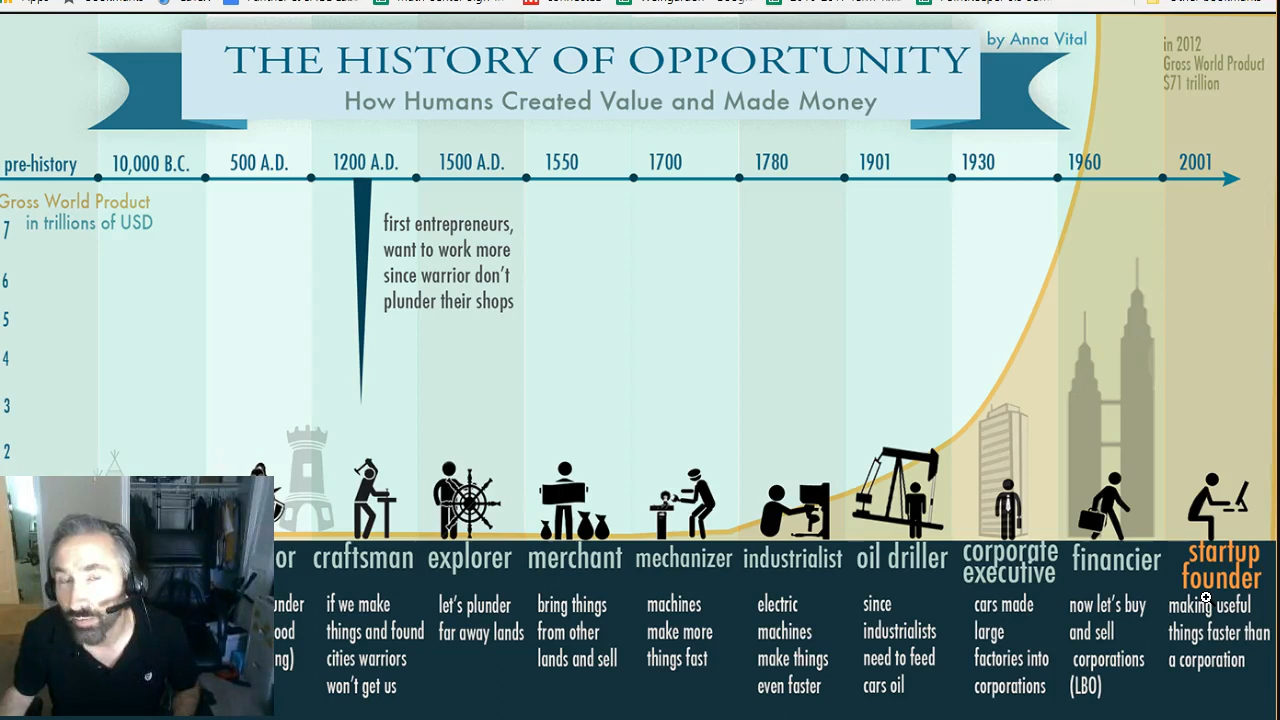 THE HISTORY OF OPPORTUNITY
by Anna Vital
How Humans Created Value and Made Money
in 2012
Gross World Product
$71 trillion
pre-history
10,000 B.C.
500 A.D.
1200 A.D.
1500 A.D.
1550
1700
1780
1901
1930
1960
2001
Gross World Product
in trillions of USD
7
6
5
4
3
2
first entrepreneurs,
want to work more
since warrior don't
plunder their shops
or
craftsman
if we make
things and found
cities warriors
won't get us
explorer
let's plunder
far away lands
merchant
bring things
from other
lands and sell
mechanizer
machines
make more
things fast
industrialist
electric
machines
make things
even faster
oil driller
since
industrialists
need to feed
cars oil
corporate
executive
cars made
large
factories into
corporations
financier
now let's buy
and sell
corporations
(LBO)
startup
founder
making useful
things faster than
a corporation